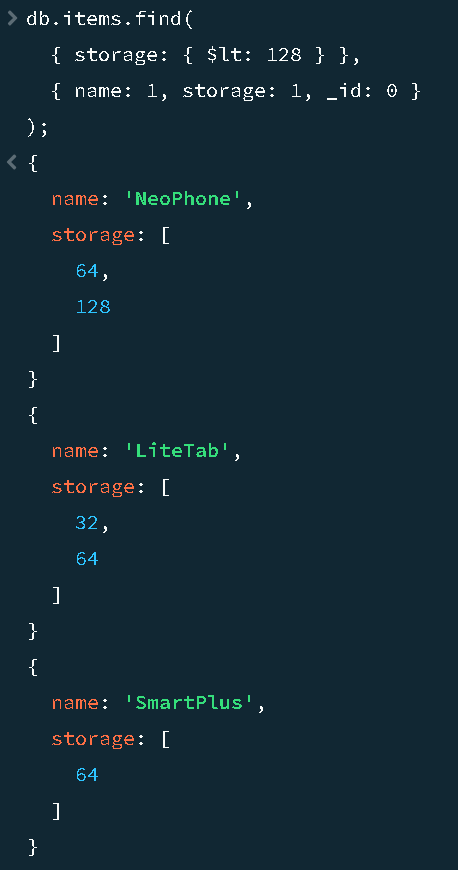 > db.items.find(
{ storage: { $lt: 128 } },
{ name: 1, storage: 1, _id: 0 }
);
< {
name: 'NeoPhone',
storage: [
64,
128
]
}
{
name: 'LiteTab',
storage: [
32,
64
]
}
{
name: 'SmartPlus',
storage: [
64
]
}